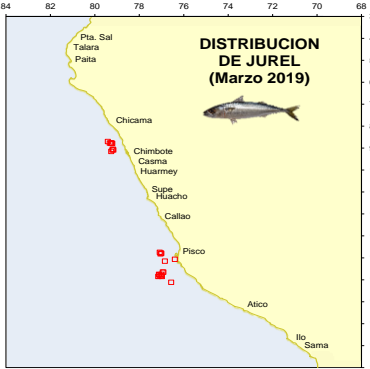 84 82 80 78 76 74 72 70 68
DISTRIBUCION
DE JUREL
(Marzo 2019)
Pta. Sal
Talara
Paita
Chicama
Chimbote
Casma
Huarmey
Supe
Huacho
Callao
Pisco
Atico
Ilo
Sama